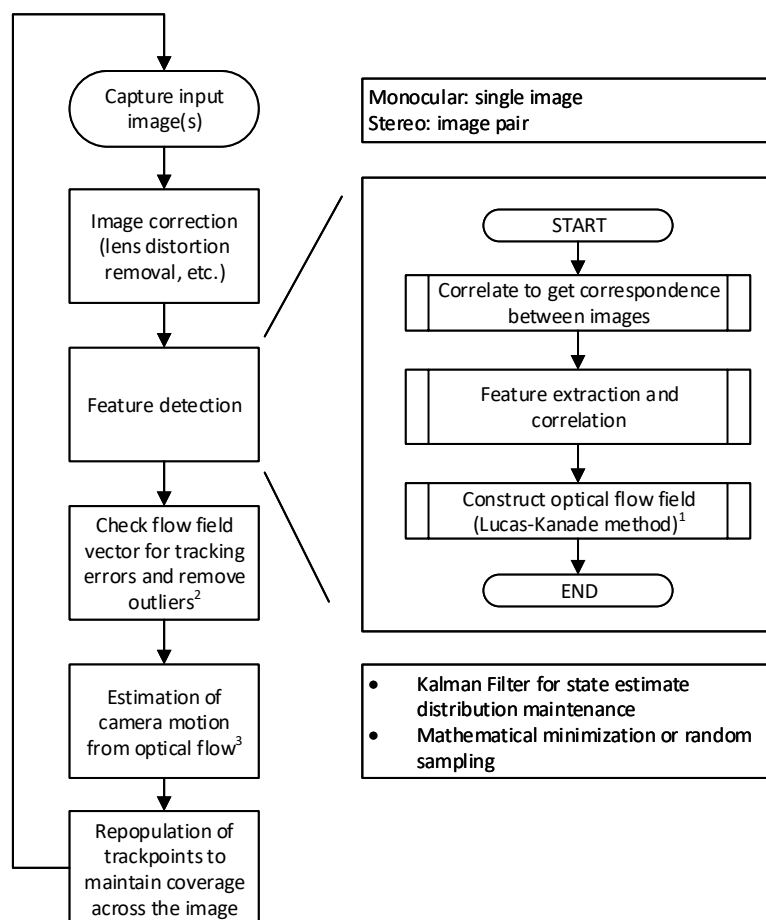 Capture input
image(s)
Monocular: single image
Stereo: image pair
Image correction
(lens distortion
removal, etc.)
Feature detection
START
Correlate to get correspondence
between images
Feature extraction and
correlation
Construct optical flow field
(Lucas-Kanade method)¹
END
Check flow field
vector for tracking
errors and remove
outliers²
Estimation of
camera motion
from optical flow³
• Kalman Filter for state estimate
distribution maintenance
• Mathematical minimization or random
sampling
Repopulation of
trackpoints to
maintain coverage
across the image